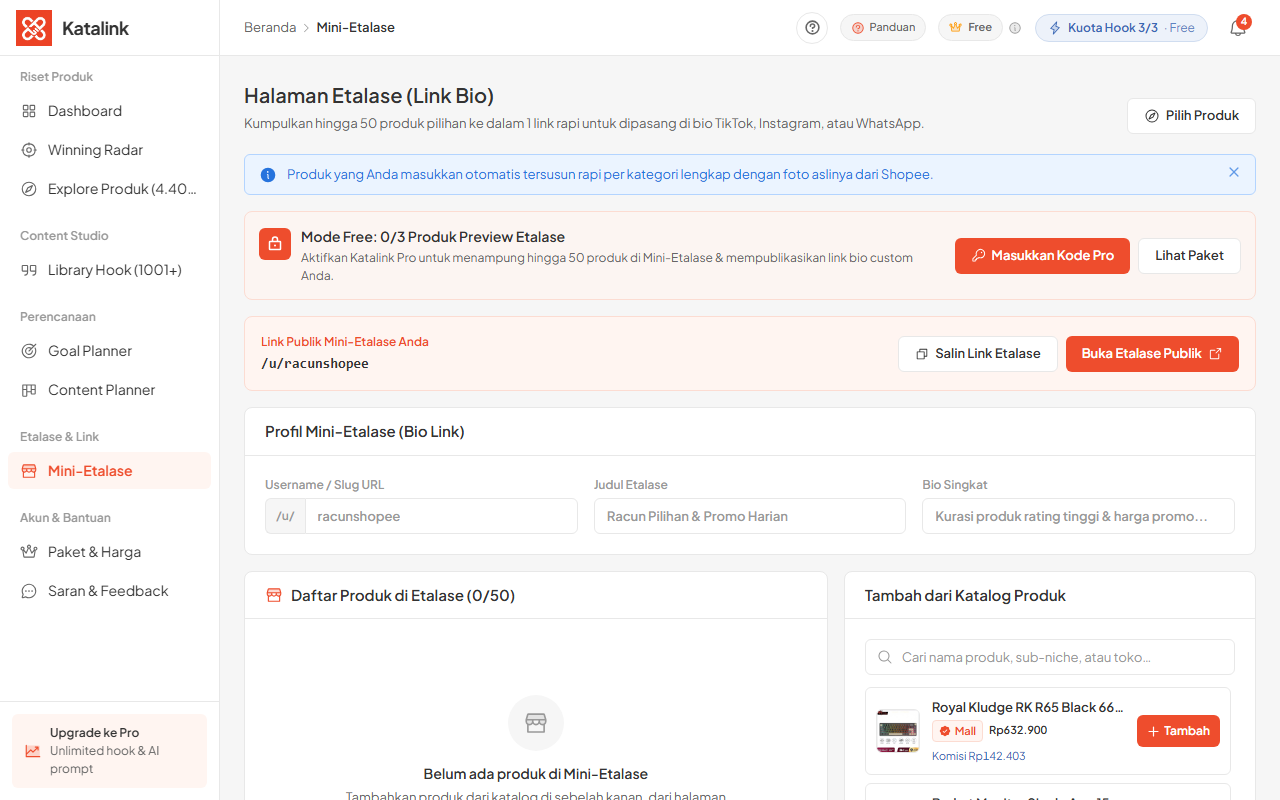 Katalink
Beranda > Mini-Etalase
Panduan
Free
Kuota Hook 3/3 · Free
4
Riset Produk
Dashboard
Winning Radar
Explore Produk (4.40...
Content Studio
Library Hook (1001+)
Perencanaan
Goal Planner
Content Planner
Etalase & Link
Mini-Etalase
Akun & Bantuan
Paket & Harga
Saran & Feedback
Upgrade ke Pro
Unlimited hook & AI
prompt
Halaman Etalase (Link Bio)
Kumpulkan hingga 50 produk pilihan ke dalam 1 link rapi untuk dipasang di bio TikTok, Instagram, atau WhatsApp.
Pilih Produk
Produk yang Anda masukkan otomatis tersusun rapi per kategori lengkap dengan foto aslinya dari Shopee.
Mode Free: 0/3 Produk Preview Etalase
Aktifkan Katalink Pro untuk menampung hingga 50 produk di Mini-Etalase & mempublikasikan link bio custom
Anda.
Masukkan Kode Pro
Lihat Paket
Link Publik Mini-Etalase Anda
/u/racunshopee
Salin Link Etalase
Buka Etalase Publik
Profil Mini-Etalase (Bio Link)
Username / Slug URL
/u/ racunshopee
Judul Etalase
Racun Pilihan & Promo Harian
Bio Singkat
Kurasi produk rating tinggi & harga promo...
Daftar Produk di Etalase (0/50)
Belum ada produk di Mini-Etalase
Tambahkan produk dari katalog di sebelah kanan, dari halaman
Tambah dari Katalog Produk
Cari nama produk, sub-niche, atau toko...
Royal Kludge RK R65 Black 66...
Mall Rp632.900
Komisi Rp142.403
+ Tambah